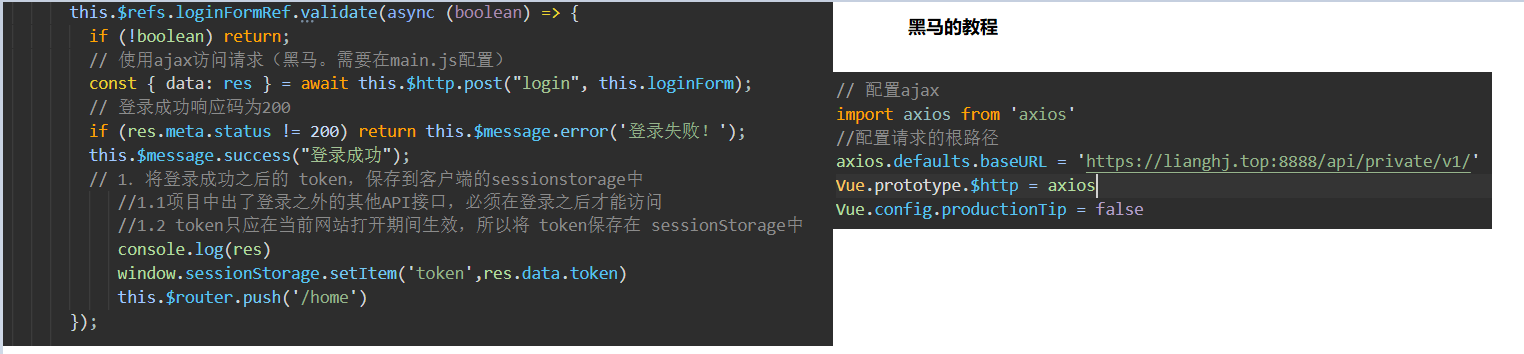 this.$refs.loginFormRef.validate(async (boolean) => {
if (!boolean) return;
// 使用ajax访问请求（黑马。需要在main.js配置）
const { data: res } = await this.$http.post("login", this.loginForm);
// 登录成功响应码为200
if (res.meta.status != 200) return this.$message.error('登录失败！');
this.$message.success("登录成功");
// 1. 将登录成功之后的 token，保存到客户端的sessionstorage中
//1.1项目中出了登录之外的其他API接口，必须在登录之后才能访问
//1.2 token只应在当前网站打开期间生效，所以将 token保存在 sessionStorage中
console.log(res)
window.sessionStorage.setItem('token',res.data.token)
this.$router.push('/home')
});
黑马的教程
// 配置ajax
import axios from 'axios'
//配置请求的根路径
axios.defaults.baseURL = 'https://lianghj.top:8888/api/private/v1/'
Vue.prototype.$http = axios
Vue.config.productionTip = false